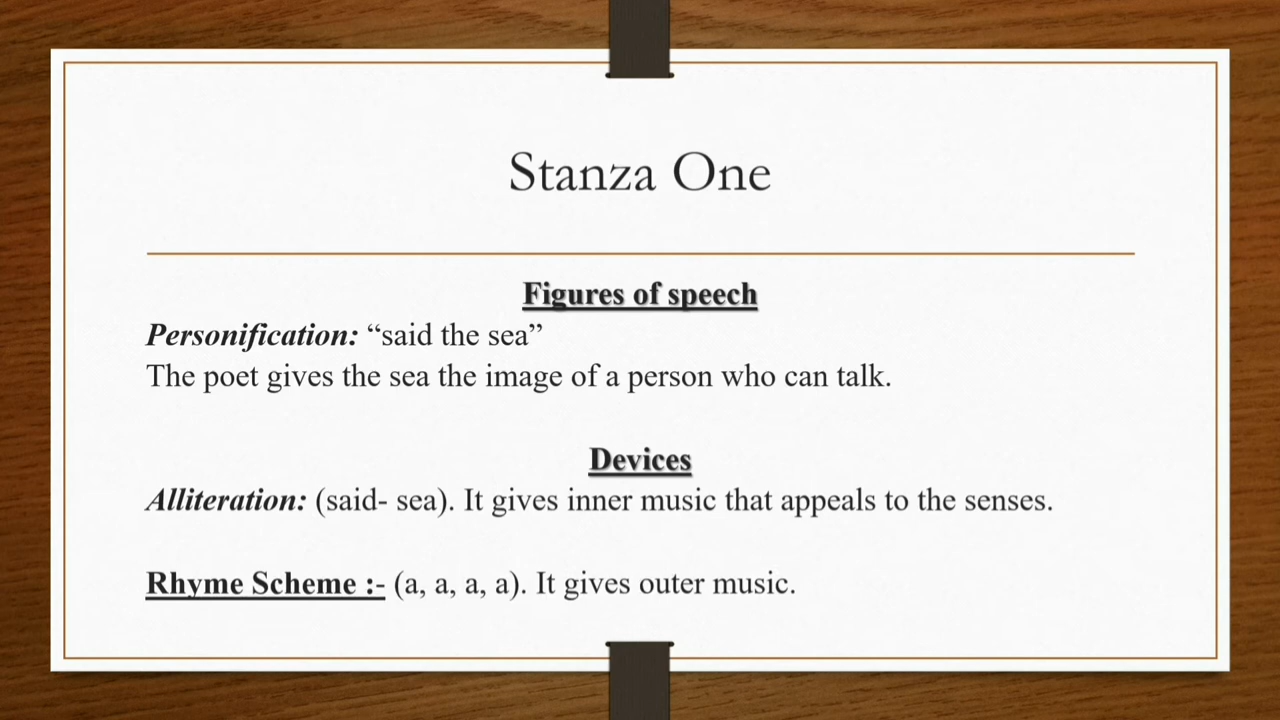 Stanza One
Figures of speech
Personification: “said the sea”
The poet gives the sea the image of a person who can talk.
Devices
Alliteration: (said- sea). It gives inner music that appeals to the senses.
Rhyme Scheme :- (a, a, a, a). It gives outer music.